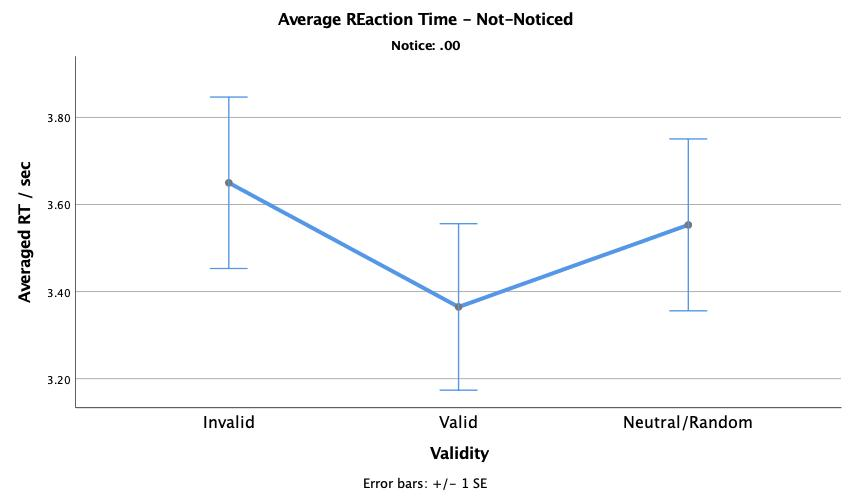 Average REaction Time – Not–Noticed
Notice: .00
Averaged RT / sec
3.80
3.60
3.40
3.20
Invalid
Valid
Neutral/Random
Validity
Error bars: +/– 1 SE